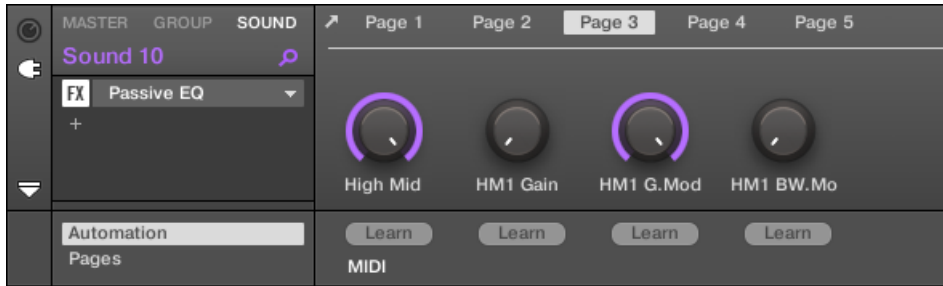 MASTER GROUP SOUND
Sound 10
FX Passive EQ
+
Automation
Pages
Page 1 Page 2 Page 3 Page 4 Page 5
High Mid HM1 Gain HM1 G.Mod HM1 BW.Mo
Learn Learn Learn Learn
MIDI